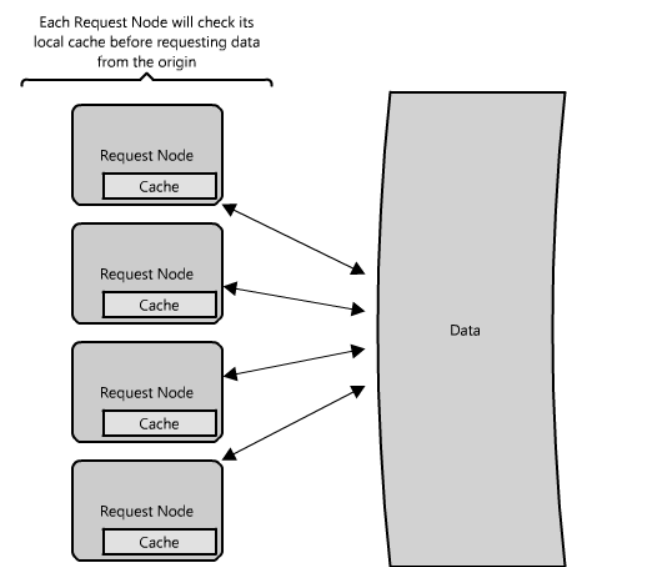 Each Request Node will check its
local cache before requesting data
from the origin
Request Node
Cache
Request Node
Cache
Request Node
Cache
Request Node
Cache
Data